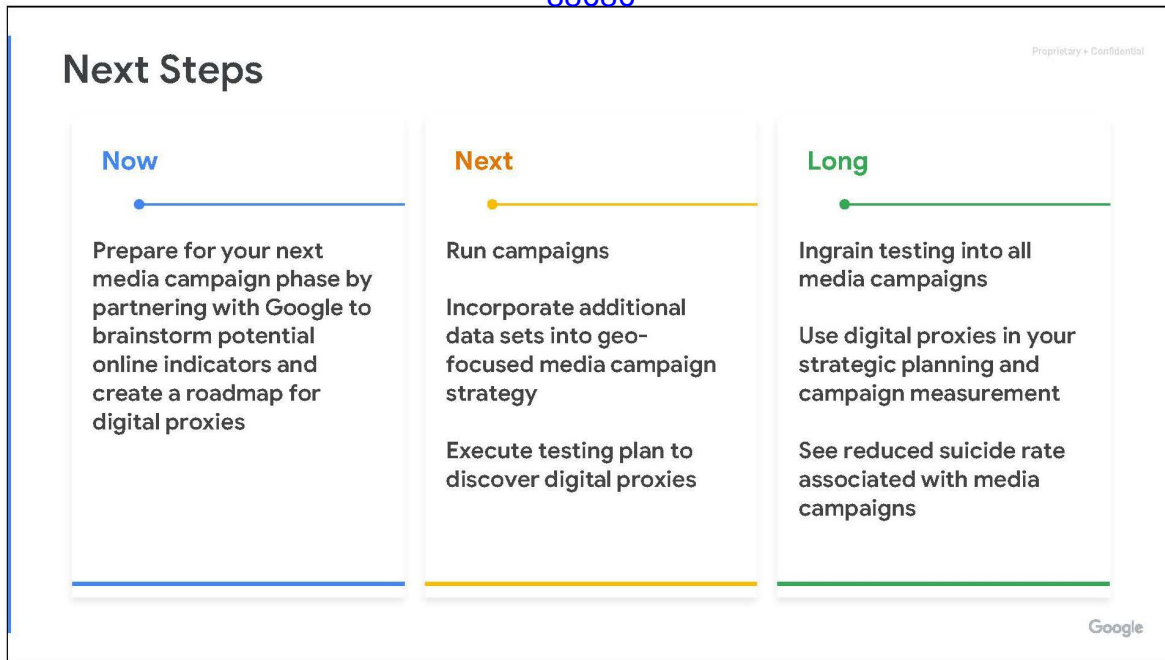 Next Steps
Proprietary + Confidential
Now
Prepare for your next
media campaign phase by
partnering with Google to
brainstorm potential
online indicators and
create a roadmap for
digital proxies
Next
Run campaigns
Incorporate additional
data sets into geo-
focused media campaign
strategy
Execute testing plan to
discover digital proxies
Long
Ingrain testing into all
media campaigns
Use digital proxies in your
strategic planning and
campaign measurement
See reduced suicide rate
associated with media
campaigns
Google